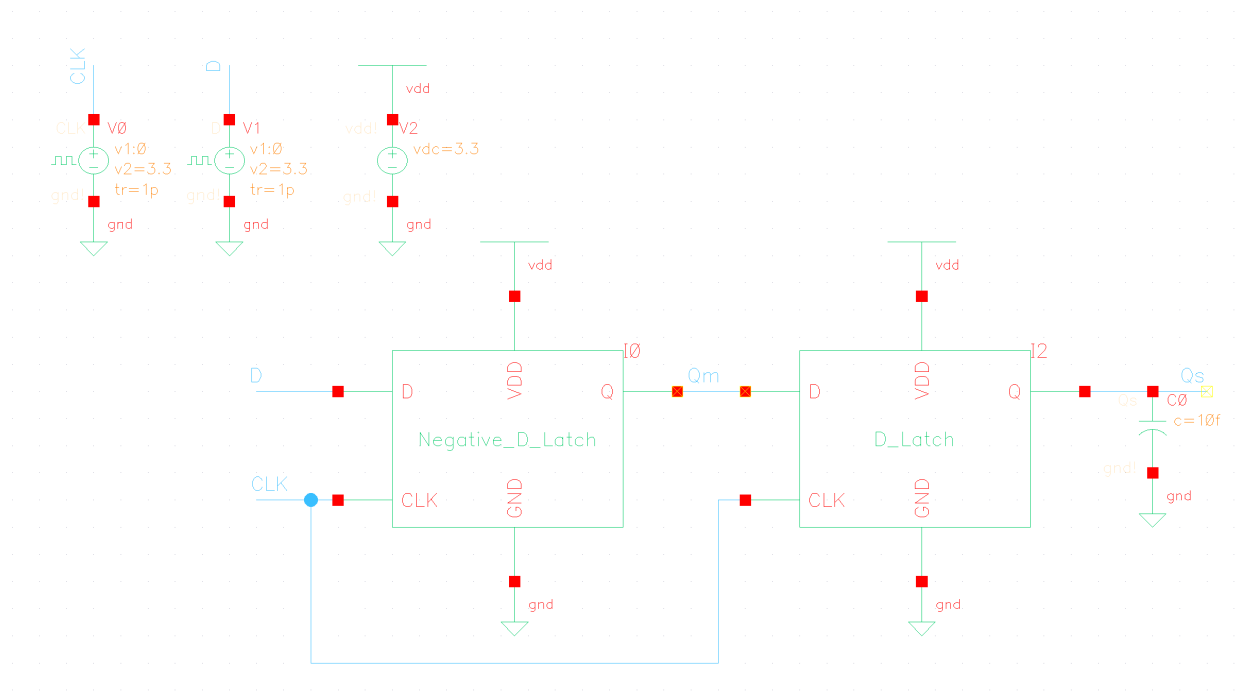 CLK
D
vdd
CLK
V0
D
V1
vdd!
V2
v1:0
v2=3.3
tr=1p
v1:0
v2=3.3
tr=1p
vdc=3.3
gnd!
gnd!
gnd!
gnd
gnd
gnd
vdd
vdd
I0
I2
D
D
VDD
Q
Qm
D
VDD
Q
Qs
Qs
C0
c=10f
Negative_D_Latch
D_Latch
gnd!
gnd
CLK
CLK
GND
CLK
GND
gnd
gnd